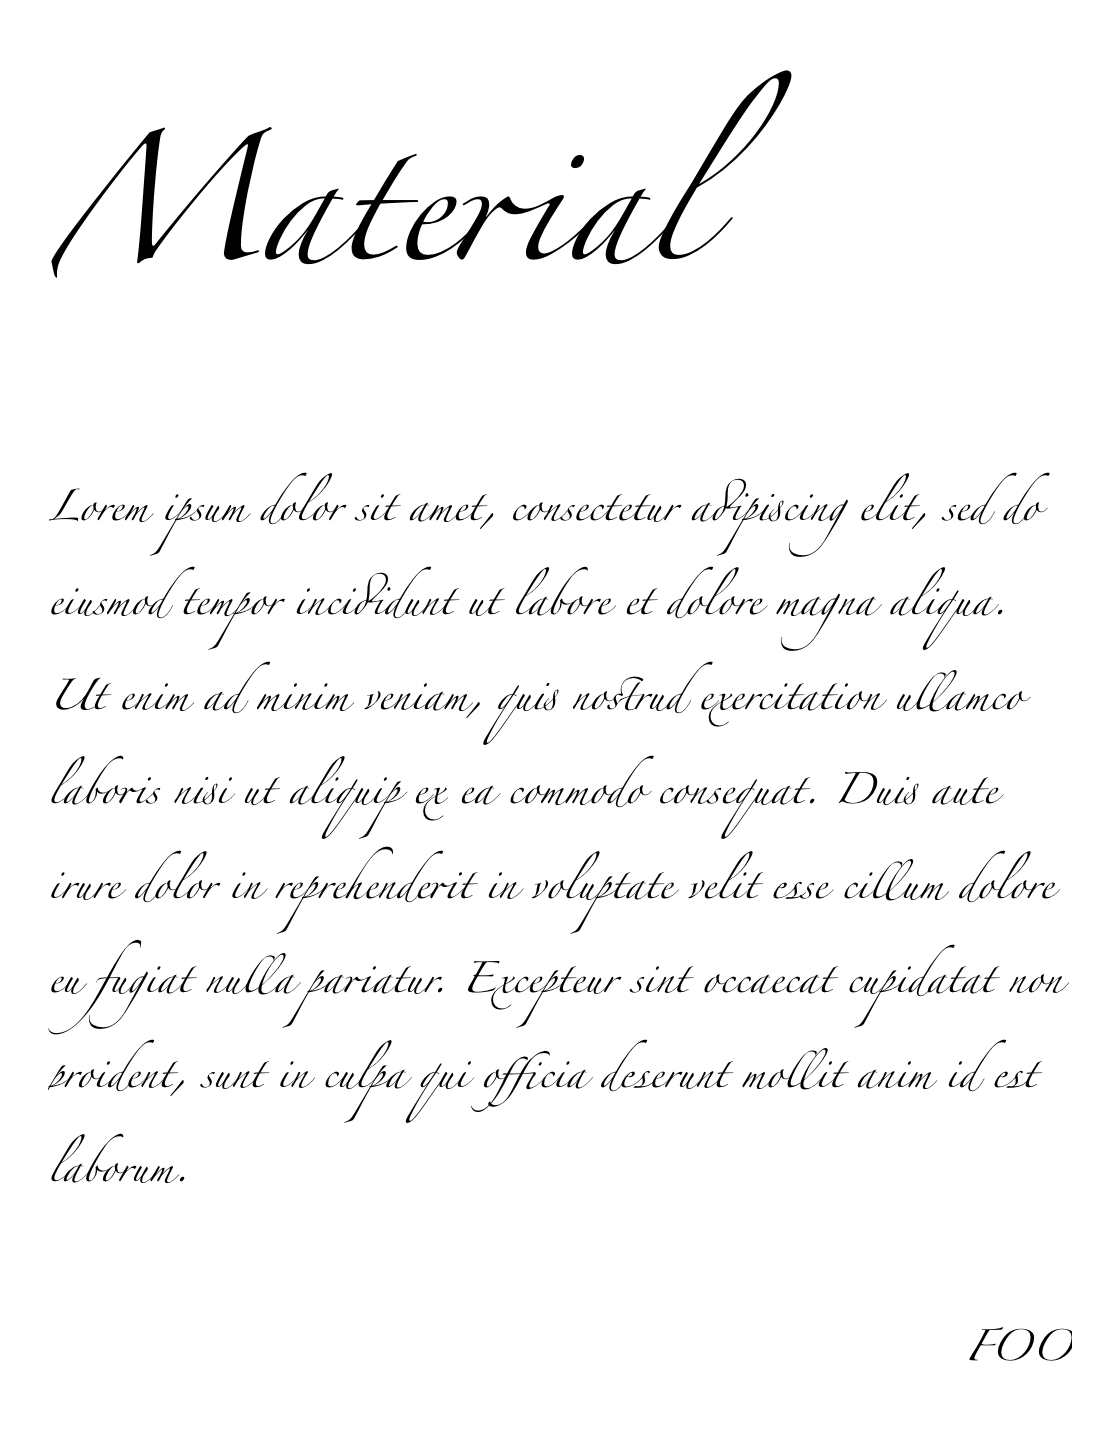 Material
Lorem ipsum dolor sit amet, consectetur adipiscing elit, sed do
eiusmod tempor incididunt ut labore et dolore magna aliqua.
Ut enim ad minim veniam, quis nostrud exercitation ullamco
laboris nisi ut aliquip ex ea commodo consequat. Duis aute
irure dolor in reprehenderit in voluptate velit esse cillum dolore
eu fugiat nulla pariatur. Excepteur sint occaecat cupidatat non
proident, sunt in culpa qui officia deserunt mollit anim id est
laborum.
FOO